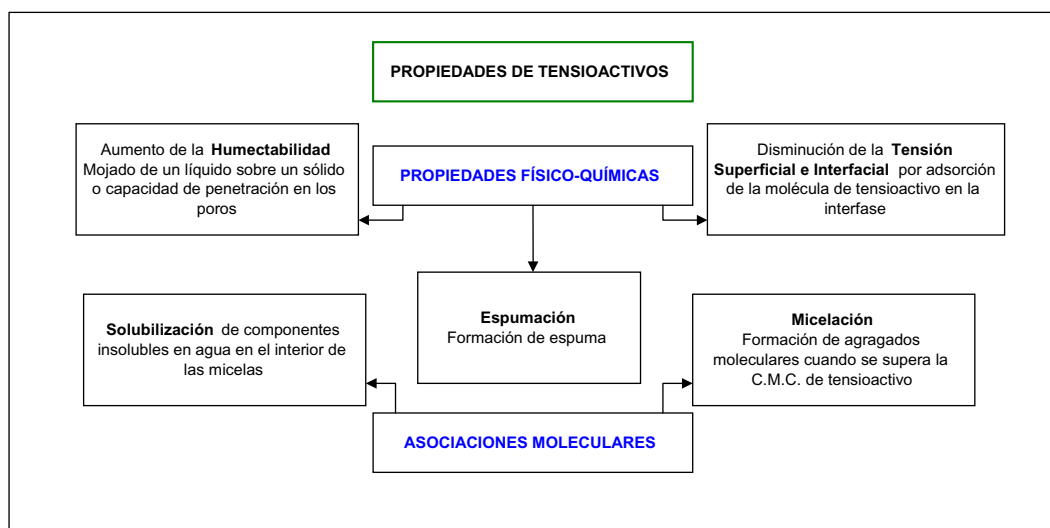 PROPIEDADES DE TENSIOACTIVOS
Aumento de la Humectabilidad
Mojado de un líquido sobre un sólido
o capacidad de penetración en los
poros
PROPIEDADES FÍSICO-QUÍMICAS
Disminución de la Tensión
Superficial e Interfacial por adsorción
de la molécula de tensioactivo en la
interfase
Solubilización de componentes
insolubles en agua en el interior de
las micelas
Espumación
Formación de espuma
Micelación
Formación de agragados
moleculares cuando se supera la
C.M.C. de tensioactivo
ASOCIACIONES MOLECULARES